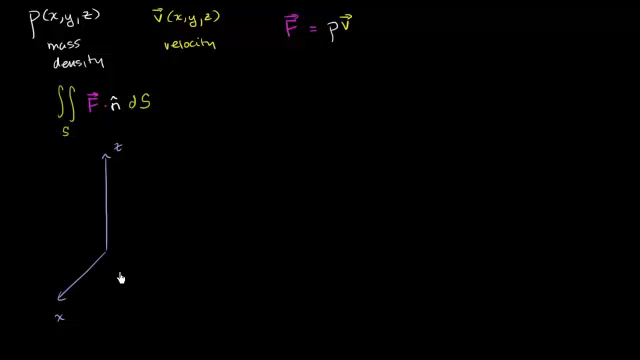 ρ(x,y,z) v⃗(x,y,z) F⃗ = ρv⃗
mass velocity
density
∬ F⃗ · n̂ dS
S
z
x